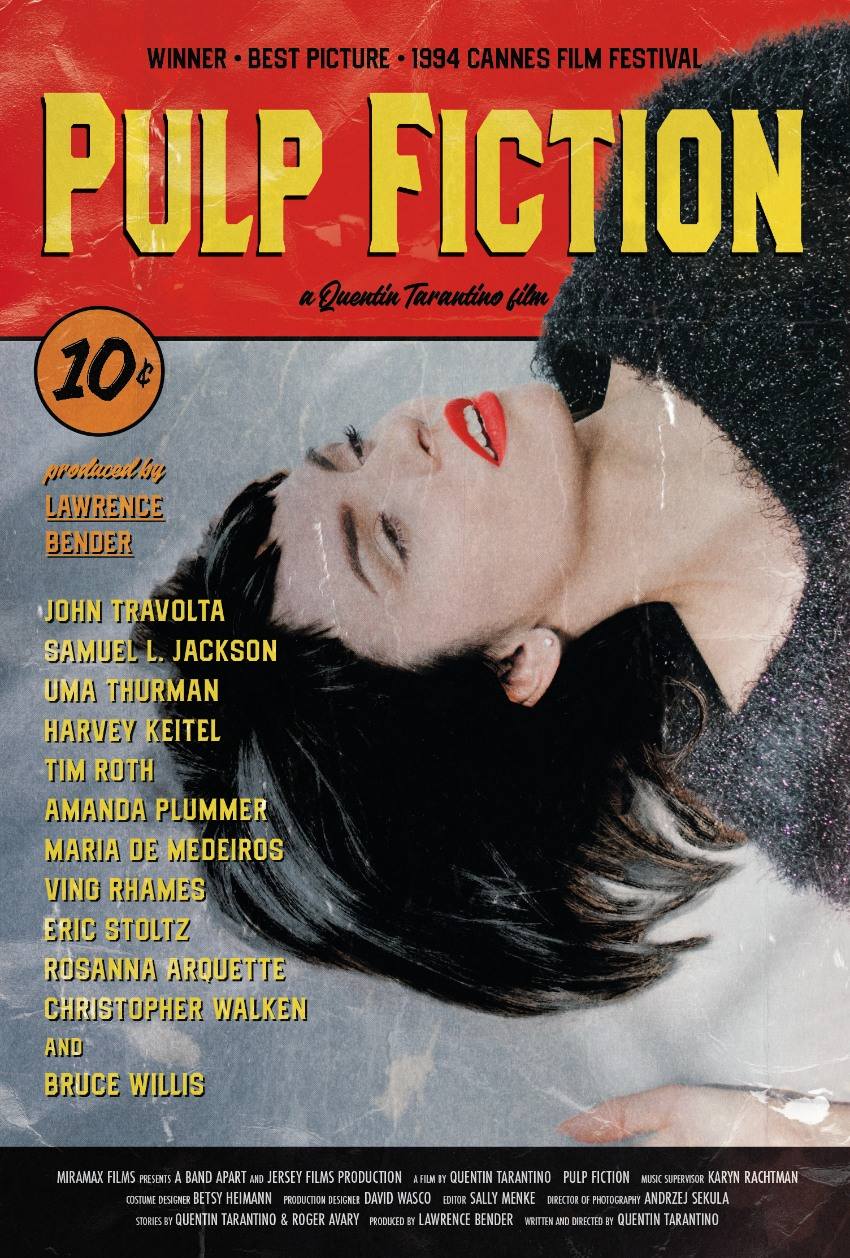 WINNER • BEST PICTURE • 1994 CANNES FILM FESTIVAL
PULP FICTION
a Quentin Tarantino film
10¢
produced by
LAWRENCE
BENDER
JOHN TRAVOLTA
SAMUEL L. JACKSON
UMA THURMAN
HARVEY KEITEL
TIM ROTH
AMANDA PLUMMER
MARIA DE MEDEIROS
VING RHAMES
ERIC STOLTZ
ROSANNA ARQUETTE
CHRISTOPHER WALKEN
AND
BRUCE WILLIS
MIRAMAX FILMS PRESENTS A BAND APART AND JERSEY FILMS PRODUCTION A FILM BY QUENTIN TARANTINO PULP FICTION MUSIC SUPERVISOR KARYN RACHTMAN
COSTUME DESIGNER BETSY HEIMANN PRODUCTION DESIGNER DAVID WASCO EDITOR SALLY MENKE DIRECTOR OF PHOTOGRAPHY ANDRZEJ SEKULA
STORIES BY QUENTIN TARANTINO & ROGER AVARY PRODUCED BY LAWRENCE BENDER WRITTEN AND DIRECTED BY QUENTIN TARANTINO